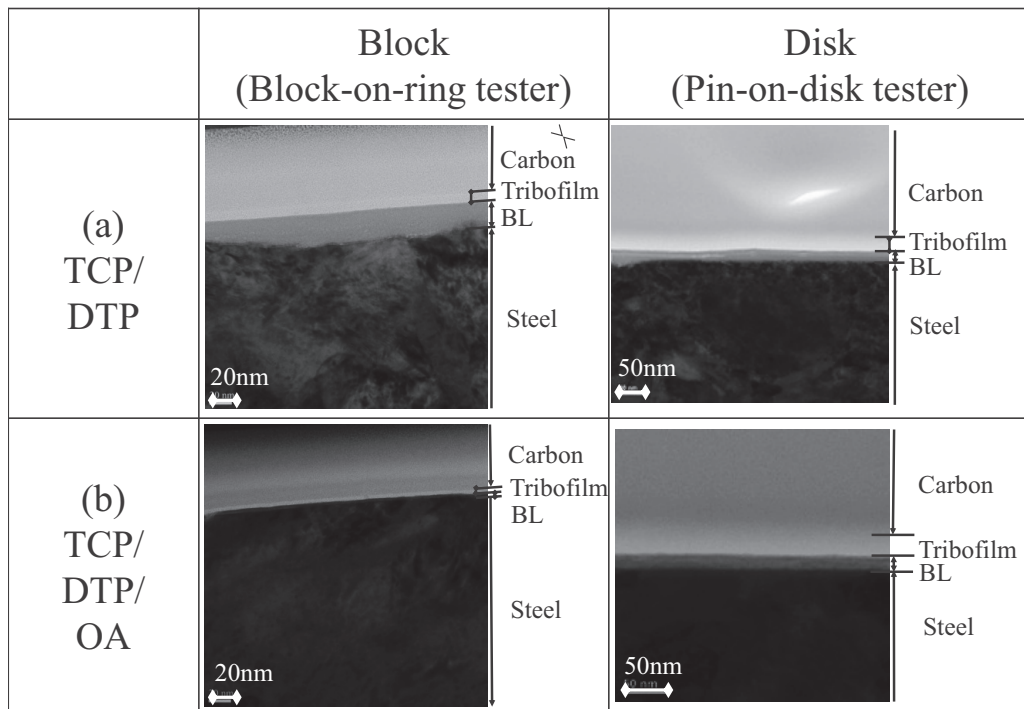 Block
(Block-on-ring tester)
Disk
(Pin-on-disk tester)
(a)
TCP/
DTP
Carbon
Tribofilm
BL
Steel
20nm
Carbon
Tribofilm
BL
Steel
50nm
(b)
TCP/
DTP/
OA
Carbon
Tribofilm
BL
Steel
20nm
Carbon
Tribofilm
BL
Steel
50nm